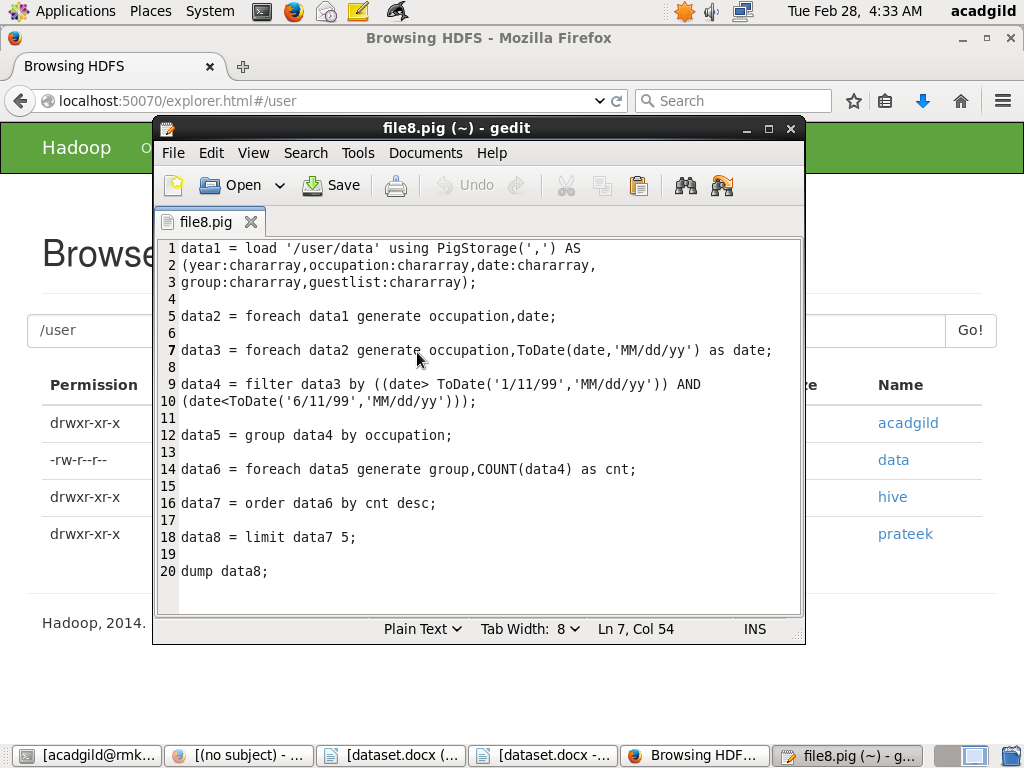 Applications Places System Tue Feb 28, 4:33 AM acadgild
Browsing HDFS - Mozilla Firefox
Browsing HDFS
localhost:50070/explorer.html#/user Search
Hadoop O
file8.pig (~) - gedit
File Edit View Search Tools Documents Help
Open Save Undo
file8.pig
1 data1 = load '/user/data' using PigStorage(',') AS
2 (year:chararray,occupation:chararray,date:chararray,
3 group:chararray,guestlist:chararray);
4
5 data2 = foreach data1 generate occupation,date;
6
7 data3 = foreach data2 generate occupation,ToDate(date,'MM/dd/yy') as date;
8
9 data4 = filter data3 by ((date> ToDate('1/11/99','MM/dd/yy')) AND
10 (date<ToDate('6/11/99','MM/dd/yy')));
11
12 data5 = group data4 by occupation;
13
14 data6 = foreach data5 generate group,COUNT(data4) as cnt;
15
16 data7 = order data6 by cnt desc;
17
18 data8 = limit data7 5;
19
20 dump data8;
Plain Text Tab Width: 8 Ln 7, Col 54 INS
Browse
/user Go!
Permission ze Name
drwxr-xr-x acadgild
-rw-r--r-- data
drwxr-xr-x hive
drwxr-xr-x prateek
Hadoop, 2014.
[acadgild@rmk... [(no subject) - ... [dataset.docx (... [dataset.docx -... Browsing HDF... file8.pig (~) - g...